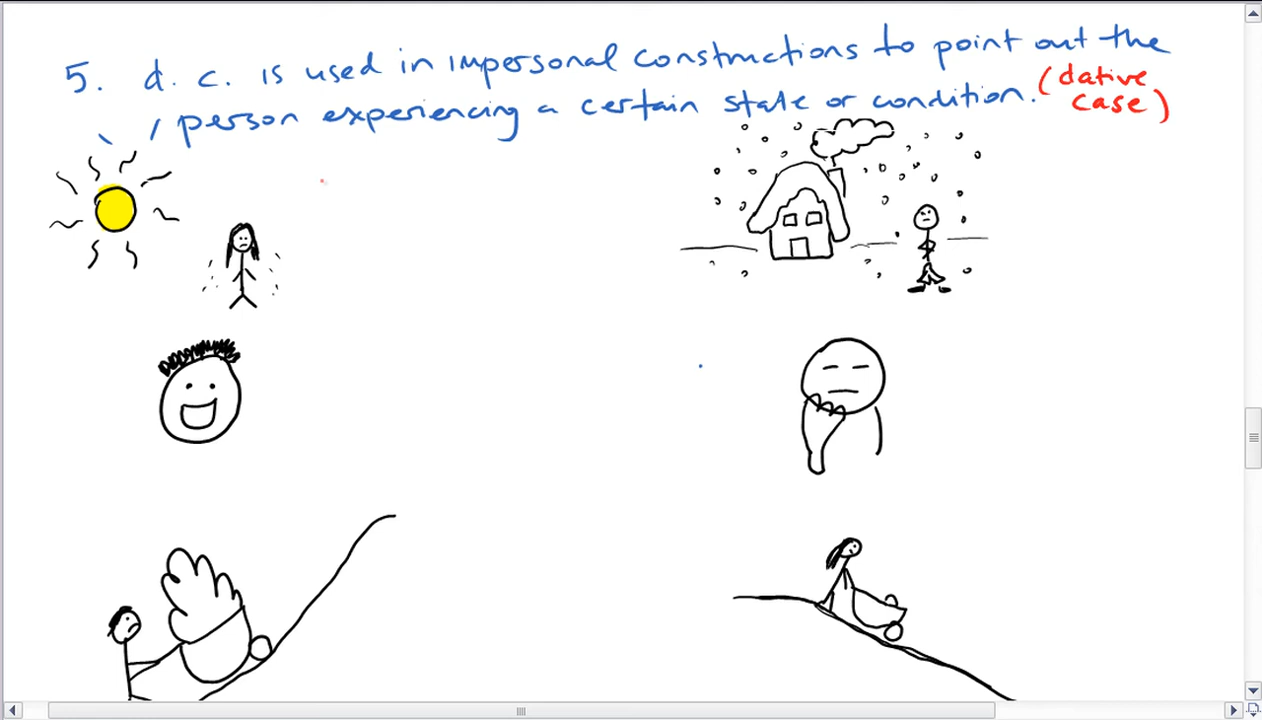 5. d. c. is used in impersonal constructions to point out the
person experiencing a certain state or condition. (dative
case)